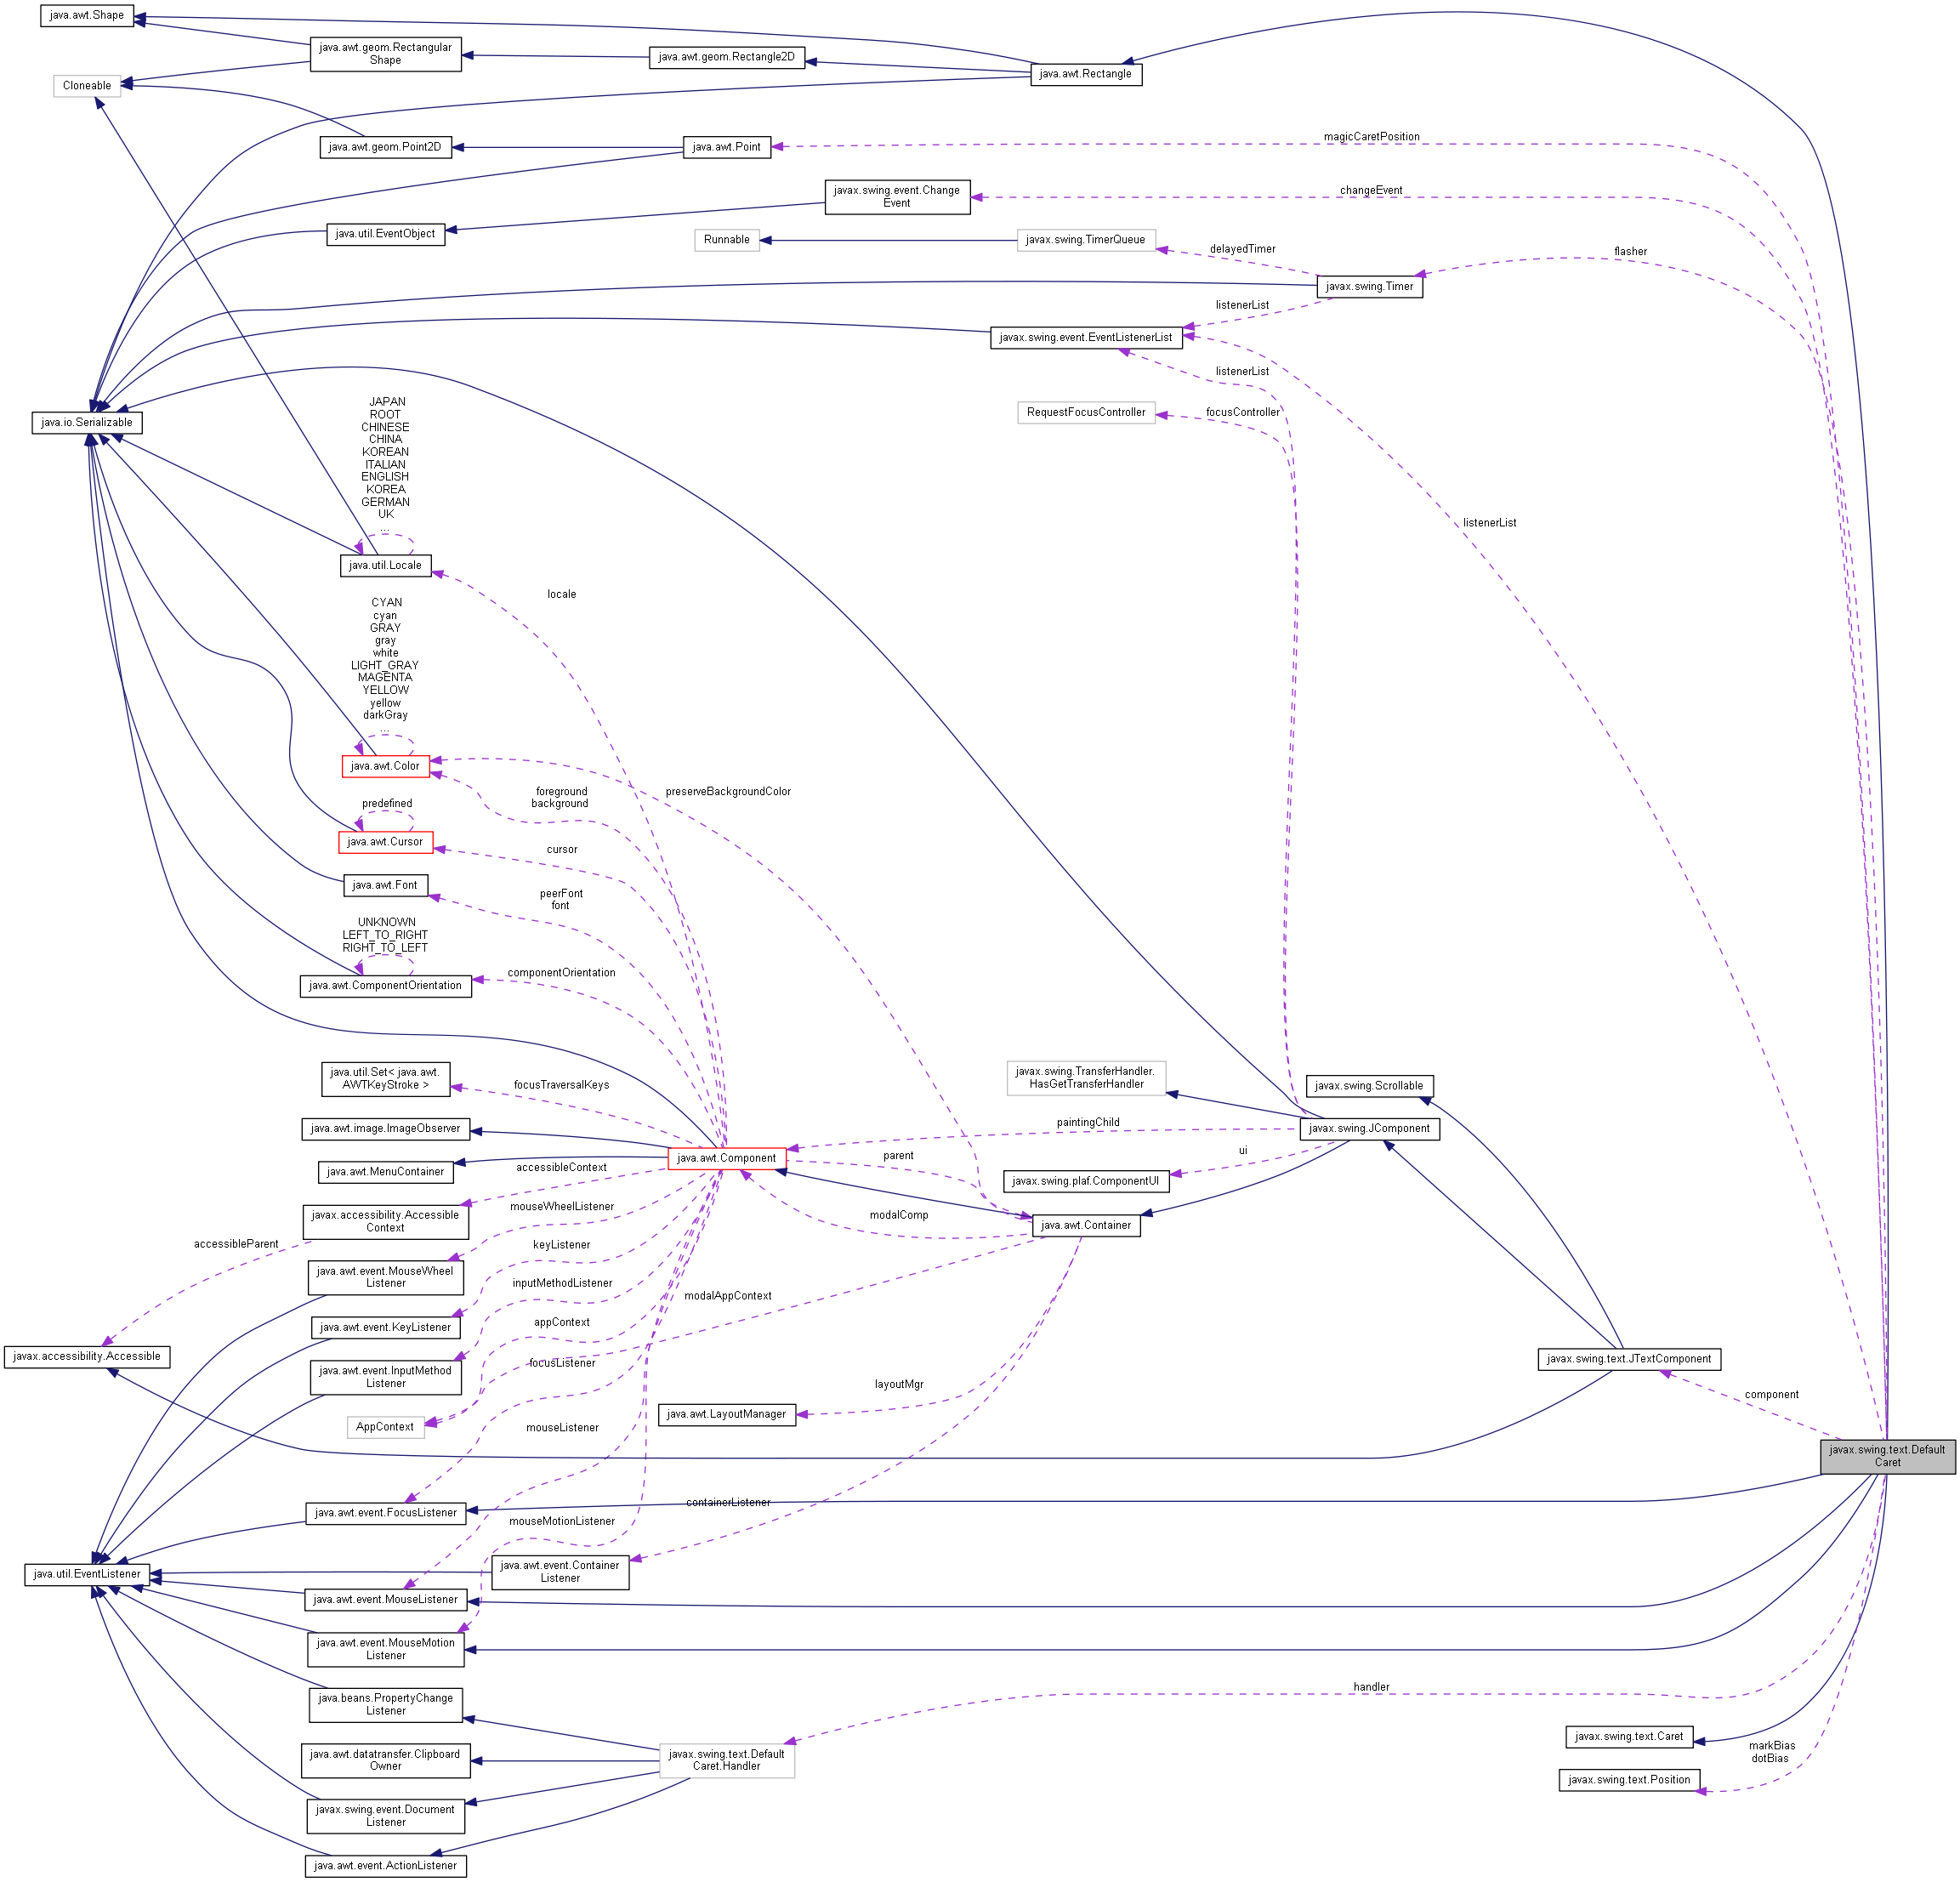 java.awt.Shape
java.awt.geom.Rectangular
Shape
java.awt.geom.Rectangle2D
java.awt.Rectangle
Cloneable
magicCaretPosition
java.awt.geom.Point2D
java.awt.Point
changeEvent
javax.swing.event.Change
Event
java.util.EventObject
Runnable
javax.swing.TimerQueue
delayedTimer
flasher
javax.swing.Timer
listenerList
javax.swing.event.EventListenerList
listenerList
RequestFocusController
focusController
java.io.Serializable
JAPAN
ROOT
CHINESE
CHINA
KOREAN
ITALIAN
ENGLISH
KOREA
GERMAN
UK
...
listenerList
java.util.Locale
locale
CYAN
cyan
GRAY
gray
white
LIGHT_GRAY
MAGENTA
YELLOW
yellow
darkGray
...
java.awt.Color
foreground
background
preserveBackgroundColor
predefined
java.awt.Cursor
cursor
java.awt.Font
peerFont
font
UNKNOWN
LEFT_TO_RIGHT
RIGHT_TO_LEFT
java.awt.ComponentOrientation
componentOrientation
java.util.Set< java.awt.
AWTKeyStroke >
focusTraversalKeys
javax.swing.TransferHandler.
HasGetTransferHandler
javax.swing.Scrollable
java.awt.image.ImageObserver
paintingChild
javax.swing.JComponent
java.awt.MenuContainer
accessibleContext
java.awt.Component
parent
ui
javax.swing.plaf.ComponentUI
javax.accessibility.Accessible
Context
mouseWheelListener
modalComp
java.awt.Container
accessibleParent
keyListener
java.awt.event.MouseWheel
Listener
inputMethodListener
modalAppContext
java.awt.event.KeyListener
appContext
javax.accessibility.Accessible
java.awt.event.InputMethod
Listener
focusListener
javax.swing.text.JTextComponent
layoutMgr
component
AppContext
mouseListener
java.awt.LayoutManager
javax.swing.text.Default
Caret
java.awt.event.FocusListener
containerListener
mouseMotionListener
java.util.EventListener
java.awt.event.Container
Listener
java.awt.event.MouseListener
java.awt.event.MouseMotion
Listener
handler
java.beans.PropertyChange
Listener
javax.swing.text.Caret
markBias
dotBias
java.awt.datatransfer.Clipboard
Owner
javax.swing.text.Default
Caret.Handler
javax.swing.text.Position
javax.swing.event.Document
Listener
java.awt.event.ActionListener